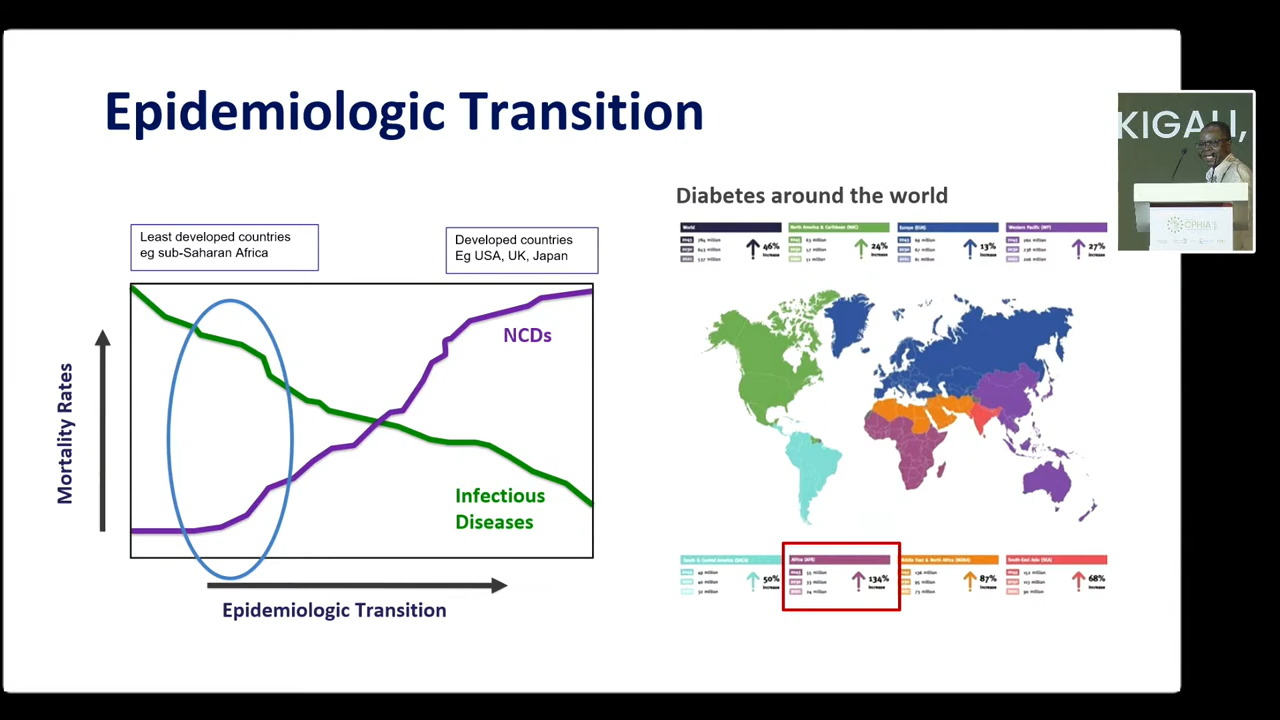 Epidemiologic Transition
KIGALI,
CPHIA
Least developed countries
eg sub-Saharan Africa
Developed countries
Eg USA, UK, Japan
NCDs
Infectious
Diseases
Mortality Rates
Epidemiologic Transition
Diabetes around the world
World
46%
increase
North America & Caribbean (NAC)
24%
increase
Europe (EUR)
13%
increase
Western Pacific (WP)
27%
increase
South & Central America (SACA)
50%
increase
Africa (AFR)
134%
increase
Middle East & North Africa (MENA)
87%
increase
South-East Asia (SEA)
68%
increase